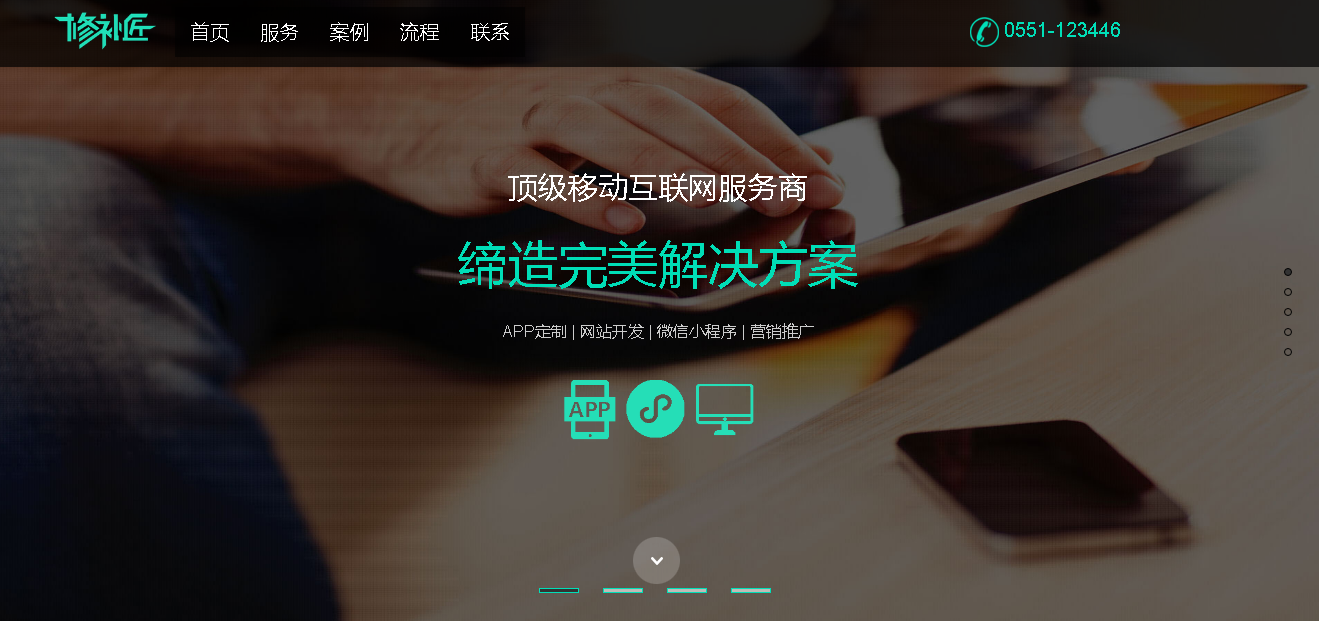 修补匠 首页 服务 案例 流程 联系 0551-123446
顶级移动互联网服务商
缔造完美解决方案
APP定制 | 网站开发 | 微信小程序 | 营销推广
APP